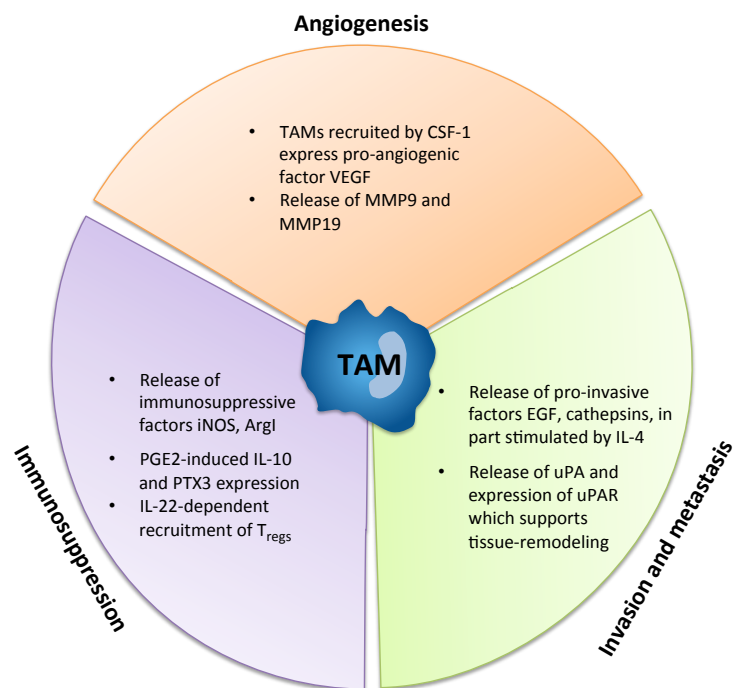 Angiogenesis
• TAMs recruited by CSF-1
express pro-angiogenic
factor VEGF
• Release of MMP9 and
MMP19
TAM
• Release of
immunosuppressive
factors iNOS, ArgI
• PGE2-induced IL-10
and PTX3 expression
• IL-22-dependent
recruitment of Tregs
Immunosuppression
• Release of pro-invasive
factors EGF, cathepsins, in
part stimulated by IL-4
• Release of uPA and
expression of uPAR
which supports
tissue-remodeling
Invasion and metastasis